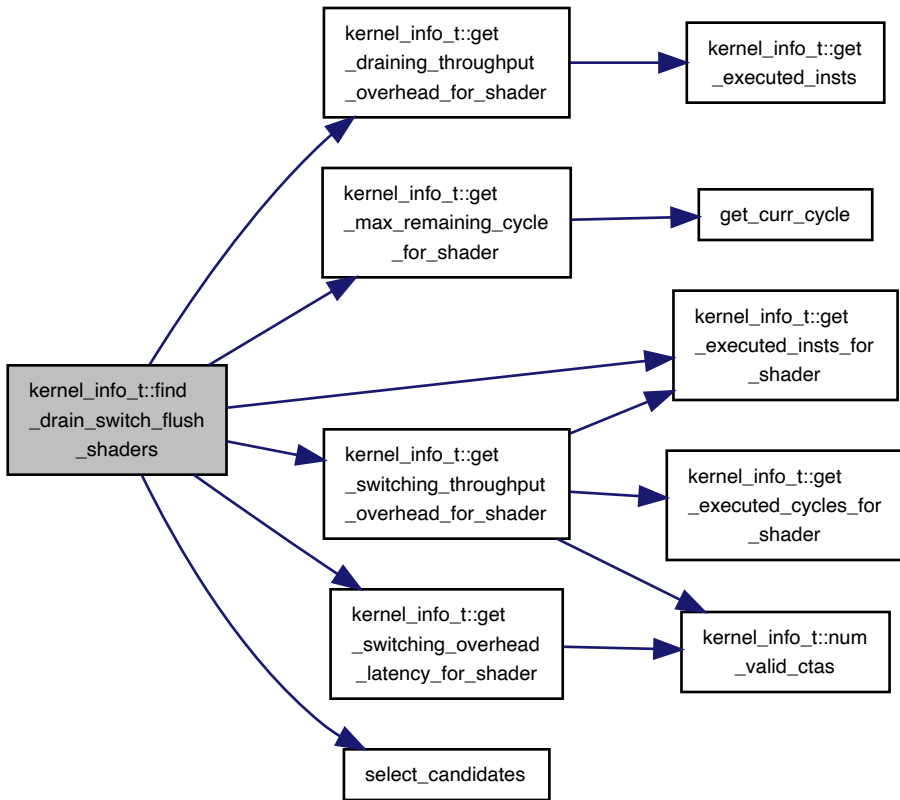 kernel_info_t::get
_draining_throughput
_overhead_for_shader
kernel_info_t::get
_executed_insts
kernel_info_t::get
_max_remaining_cycle
_for_shader
get_curr_cycle
kernel_info_t::get
_executed_insts_for
_shader
kernel_info_t::find
_drain_switch_flush
_shaders
kernel_info_t::get
_switching_throughput
_overhead_for_shader
kernel_info_t::get
_executed_cycles_for
_shader
kernel_info_t::get
_switching_overhead
_latency_for_shader
kernel_info_t::num
_valid_ctas
select_candidates